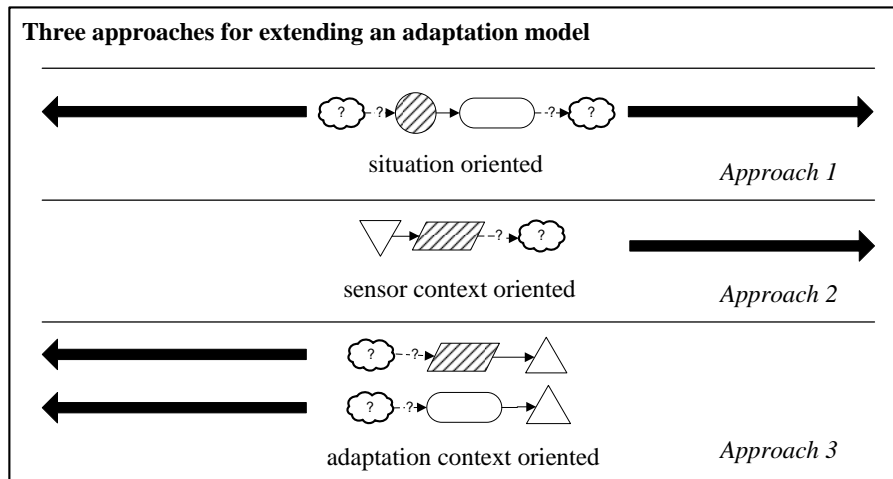 Three approaches for extending an adaptation model
? ? ? ?
situation oriented
Approach 1
? ?
sensor context oriented
Approach 2
? ?
? ?
adaptation context oriented
Approach 3